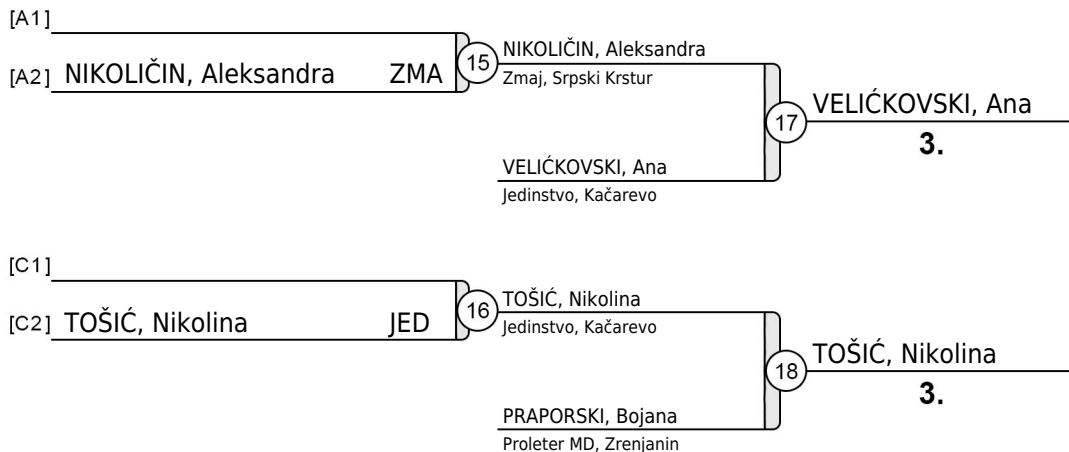 [A1]
[A2] NIKOLIČIN, Aleksandra ZMA
15
NIKOLIČIN, Aleksandra
Zmaj, Srpski Krstur
17
VELIĆKOVSKI, Ana
3.
VELIĆKOVSKI, Ana
Jedinstvo, Kačarevo
[C1]
[C2] TOŠIĆ, Nikolina JED
16
TOŠIĆ, Nikolina
Jedinstvo, Kačarevo
18
TOŠIĆ, Nikolina
3.
PRAPORSKI, Bojana
Proleter MD, Zrenjanin